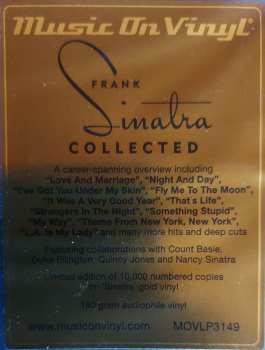 Music On Vinyl®
FRANK
Sinatra
COLLECTED
A career-spanning overview including
"Love And Marriage", "Night And Day",
"I've Got You Under My Skin", "Fly Me To The Moon",
"It Was A Very Good Year", "That's Life",
"Strangers In The Night", "Something Stupid",
"My Way", "Theme From New York, New York",
"L.A. Is My Lady" and many more hits and deep cuts
Featuring collaborations with Count Basie,
Duke Ellington, Quincy Jones and Nancy Sinatra
Limited edition of 10,000 numbered copies
on "Sinatra" gold vinyl
180 gram audiophile vinyl
www.musiconvinyl.com MOVLP3149